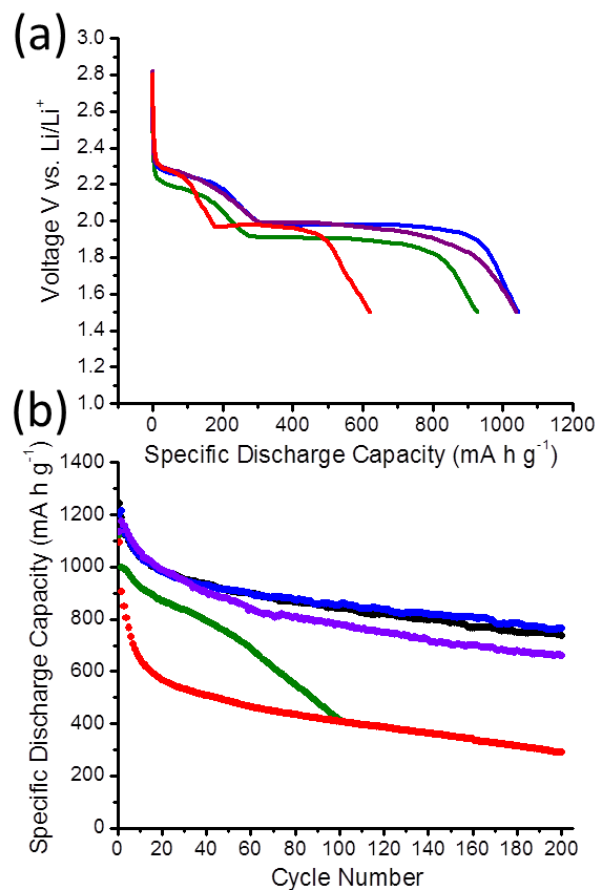 (a)
Voltage V vs. Li/Li⁺
3.0
2.8
2.6
2.4
2.2
2.0
1.8
1.6
1.4
1.2
1.0
0 200 400 600 800 1000 1200
Specific Discharge Capacity (mA h g⁻¹)
(b)
Specific Discharge Capacity (mA h g⁻¹)
1400
1200
1000
800
600
400
200
0
0 20 40 60 80 100 120 140 160 180 200
Cycle Number